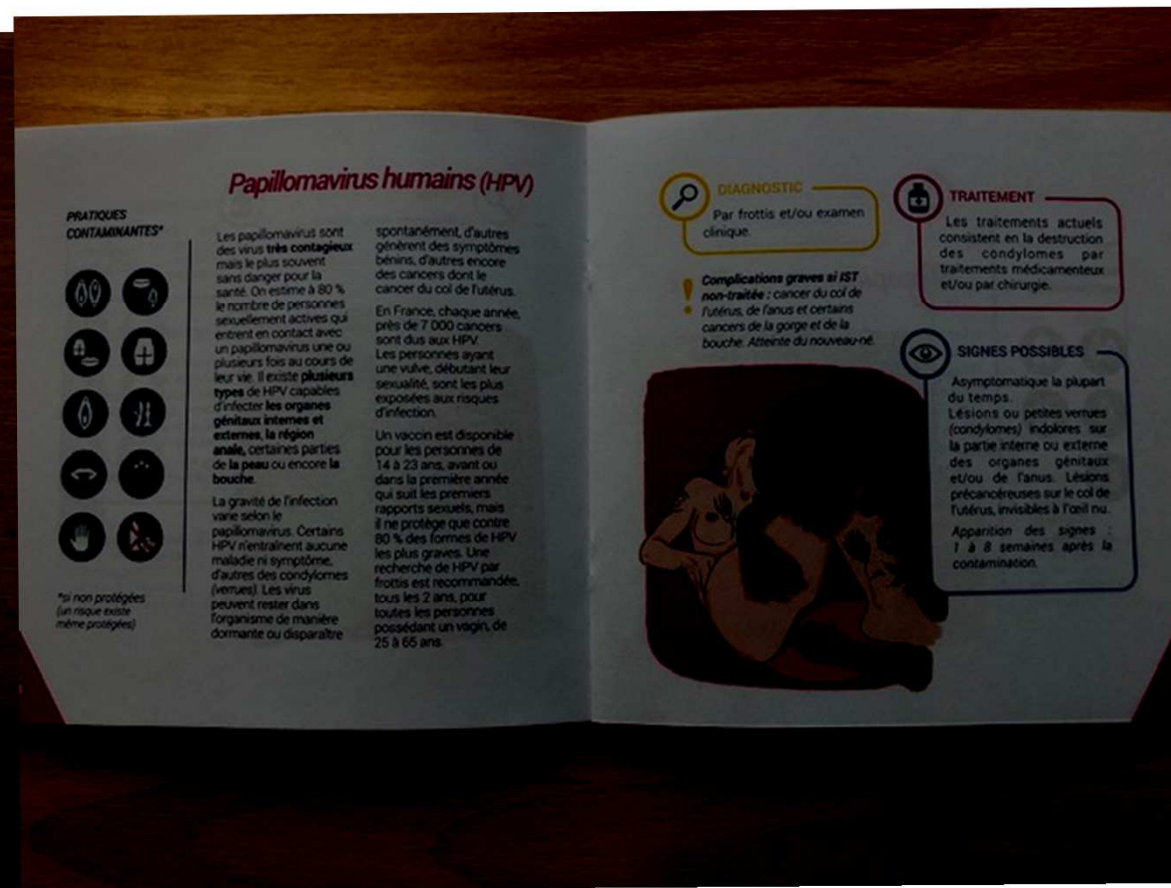 Papillomavirus humains (HPV)
PRATIQUES
CONTAMINANTES*
*si non protégées
(un risque existe
même protégées)
Les papillomavirus sont
des virus très contagieux
mais le plus souvent
sans danger pour la
santé. On estime à 80 %
le nombre de personnes
sexuellement actives qui
entrent en contact avec
un papillomavirus une ou
plusieurs fois au cours de
leur vie. Il existe plusieurs
types de HPV capables
d'infecter les organes
génitaux internes et
externes, la région
anale, certaines parties
de la peau ou encore la
bouche.
La gravité de l'infection
varie selon le
papillomavirus. Certains
HPV n'entraînent aucune
maladie ni symptôme,
d'autres des condylomes
(verrues). Les virus
peuvent rester dans
l'organisme de manière
dormante ou disparaître
spontanément, d'autres
génèrent des symptômes
bénins, d'autres encore
des cancers dont le
cancer du col de l'utérus.
En France, chaque année,
près de 7 000 cancers
sont dus aux HPV.
Les personnes ayant
une vulve, débutant leur
sexualité, sont les plus
exposées aux risques
d'infection.
Un vaccin est disponible
pour les personnes de
14 à 23 ans, avant ou
dans la première année
qui suit les premiers
rapports sexuels, mais
il ne protège que contre
80 % des formes de HPV
les plus graves. Une
recherche de HPV par
frottis est recommandée,
tous les 2 ans, pour
toutes les personnes
possédant un vagin, de
25 à 65 ans.
DIAGNOSTIC
Par frottis et/ou examen
clinique.
Complications graves si IST
non-traitée : cancer du col de
l'utérus, de l'anus et certains
cancers de la gorge et de la
bouche. Atteinte du nouveau-né.
TRAITEMENT
Les traitements actuels
consistent en la destruction
des condylomes par
traitements médicamenteux
et/ou par chirurgie.
SIGNES POSSIBLES
Asymptomatique la plupart
du temps.
Lésions ou petites verrues
(condylomes) indolores sur
la partie interne ou externe
des organes génitaux
et/ou de l'anus. Lésions
précancéreuses sur le col de
l'utérus, invisibles à l'œil nu.
Apparition des signes :
1 à 8 semaines après la
contamination.